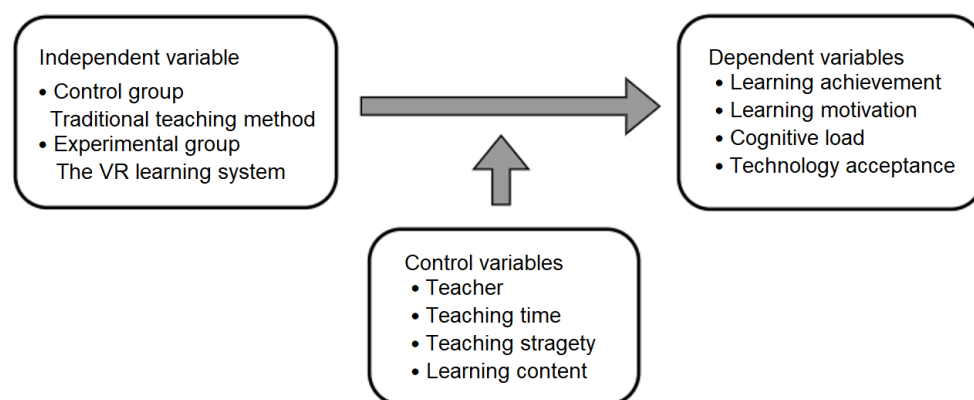 Independent variable
• Control group
Traditional teaching method
• Experimental group
The VR learning system
Dependent variables
• Learning achievement
• Learning motivation
• Cognitive load
• Technology acceptance
Control variables
• Teacher
• Teaching time
• Teaching stragety
• Learning content